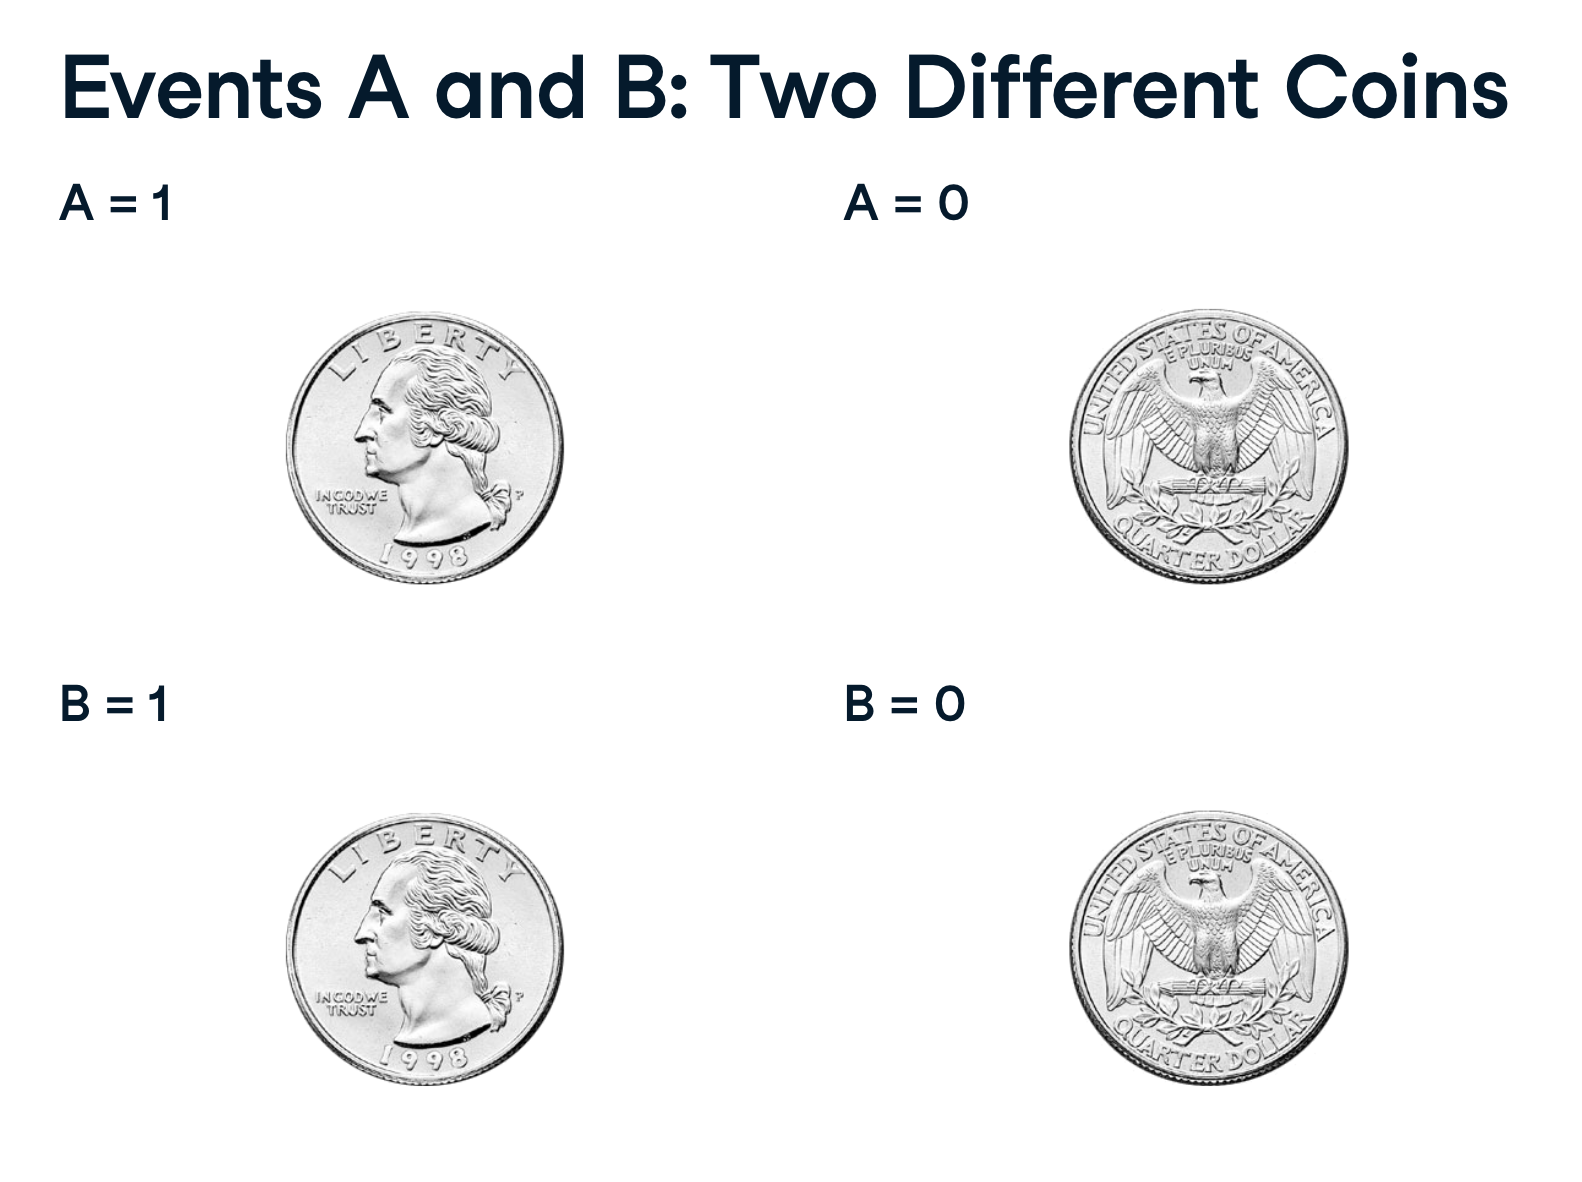 Events A and B: Two Different Coins
A = 1
A = 0
LIBERTY
IN GOD WE
TRUST
P
1998
UNITED STATES OF AMERICA
E PLURIBUS
UNUM
QUARTER DOLLAR
B = 1
B = 0
LIBERTY
IN GOD WE
TRUST
P
1998
UNITED STATES OF AMERICA
E PLURIBUS
UNUM
QUARTER DOLLAR